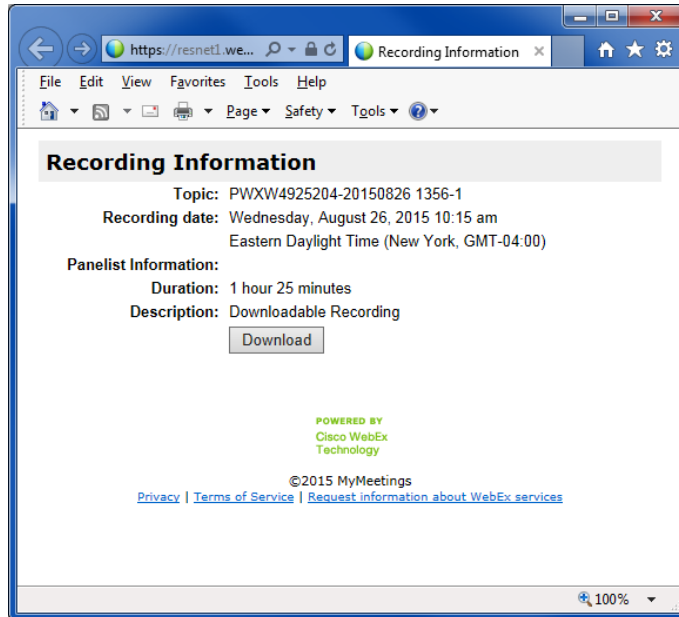 https://resnet1.we...
Recording Information
File Edit View Favorites Tools Help
Page Safety Tools
Recording Information
Topic: PWXW4925204-20150826 1356-1
Recording date: Wednesday, August 26, 2015 10:15 am
Eastern Daylight Time (New York, GMT-04:00)
Panelist Information:
Duration: 1 hour 25 minutes
Description: Downloadable Recording
Download
POWERED BY
Cisco WebEx
Technology
©2015 MyMeetings
Privacy | Terms of Service | Request information about WebEx services
100%